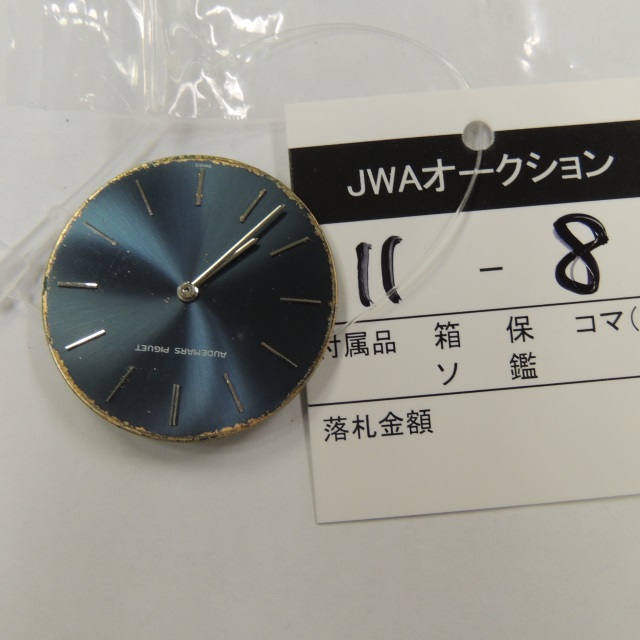 JWAオークション
11 - 8
付属品 箱 保 コマ(
ソ 鑑
落札金額
AUDEMARS PIGUET